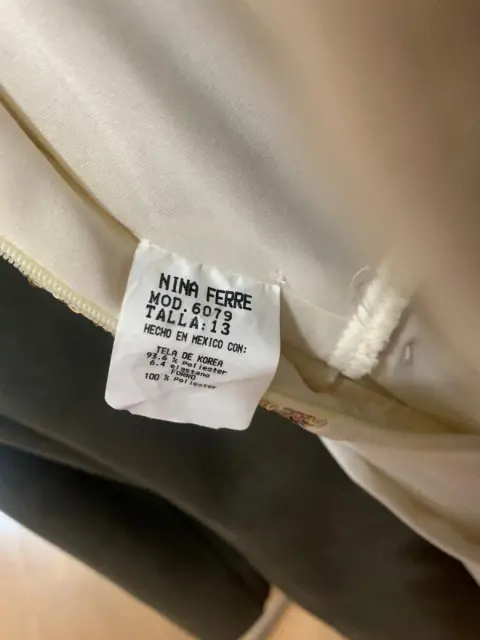 NINA FERRE
MOD.6079
TALLA:13
HECHO EN MEXICO CON:
TELA DE KOREA
93.6 % Poliester
6.4 elastano
FORRO
100 % Poliester